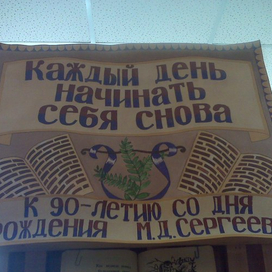 Каждый день
начинать
себя снова
К 90-летию со дня
рождения М.Д.Сергеев